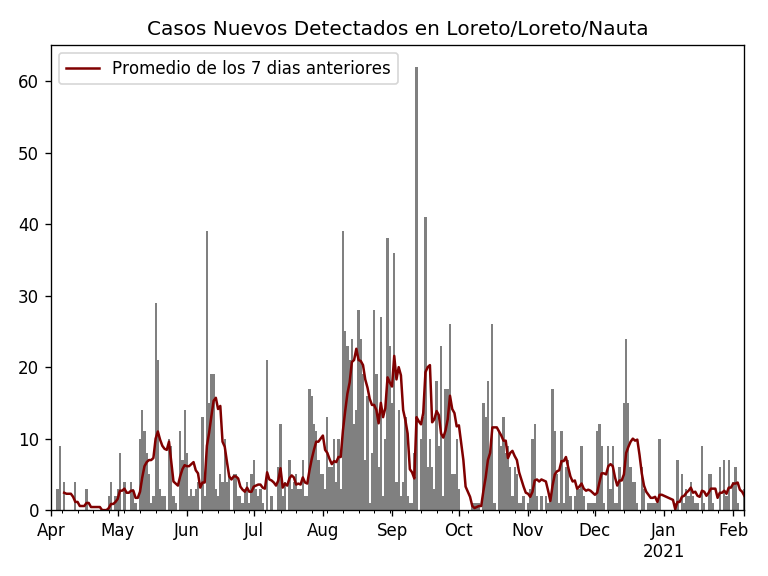 Casos Nuevos Detectados en Loreto/Loreto/Nauta
Promedio de los 7 dias anteriores
60
50
40
30
20
10
0
Apr May Jun Jul Aug Sep Oct Nov Dec Jan Feb
2021